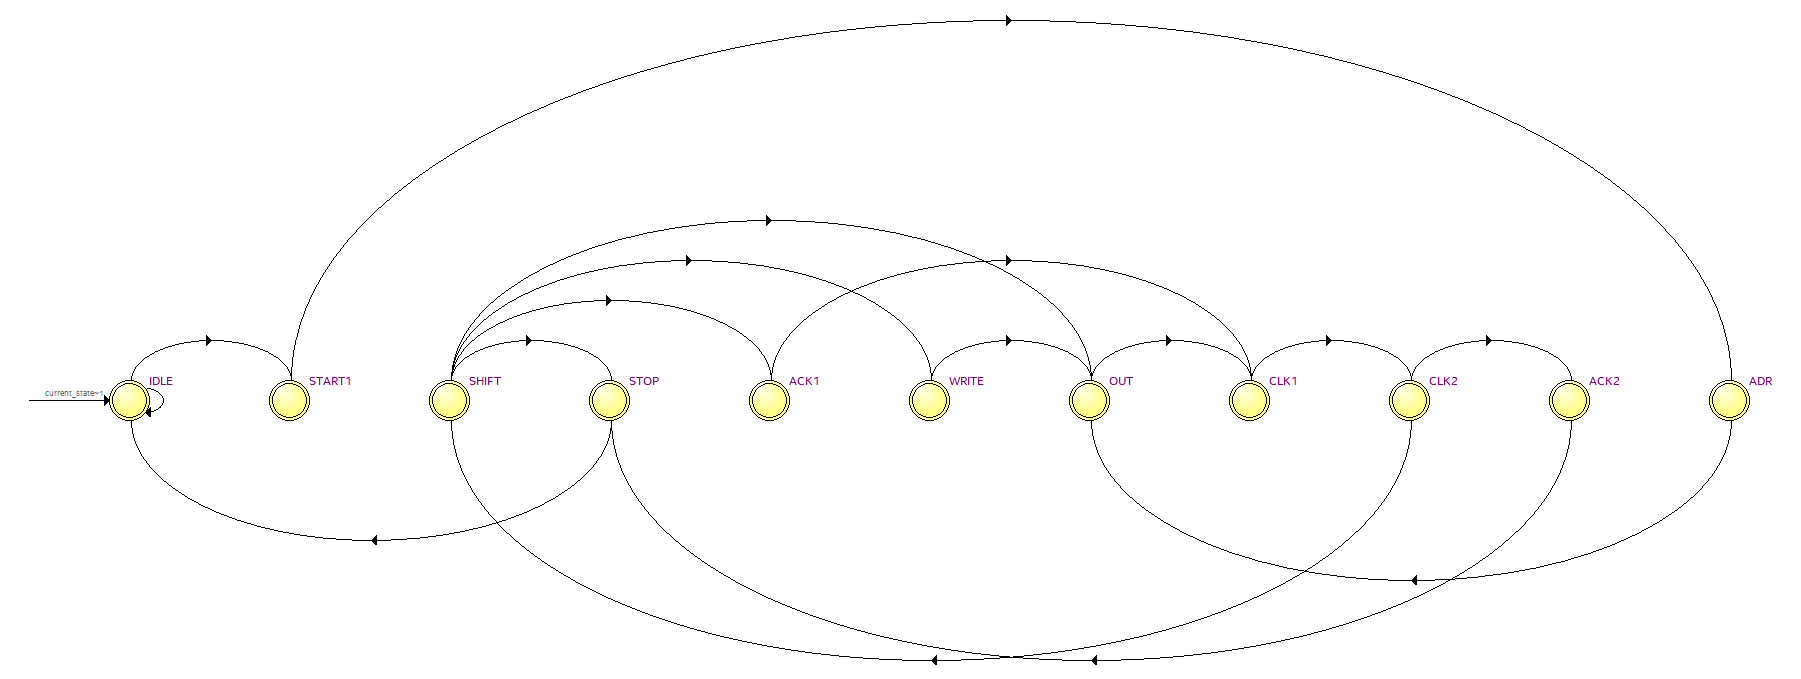 IDLE
START1
SHIFT
STOP
ACK1
WRITE
OUT
CLK1
CLK2
ACK2
ADR
current_state~1